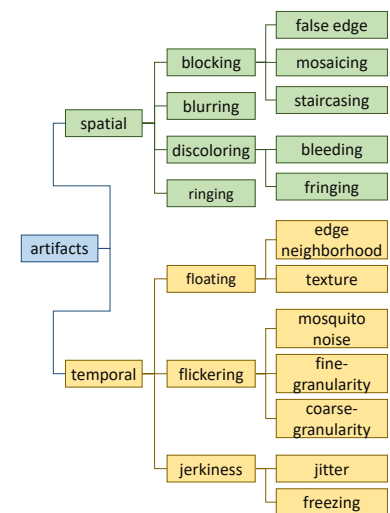 artifacts
spatial
blocking
false edge
mosaicing
staircasing
blurring
discoloring
bleeding
fringing
ringing
temporal
floating
edge
neighborhood
texture
flickering
mosquito
noise
fine-
granularity
coarse-
granularity
jerkiness
jitter
freezing